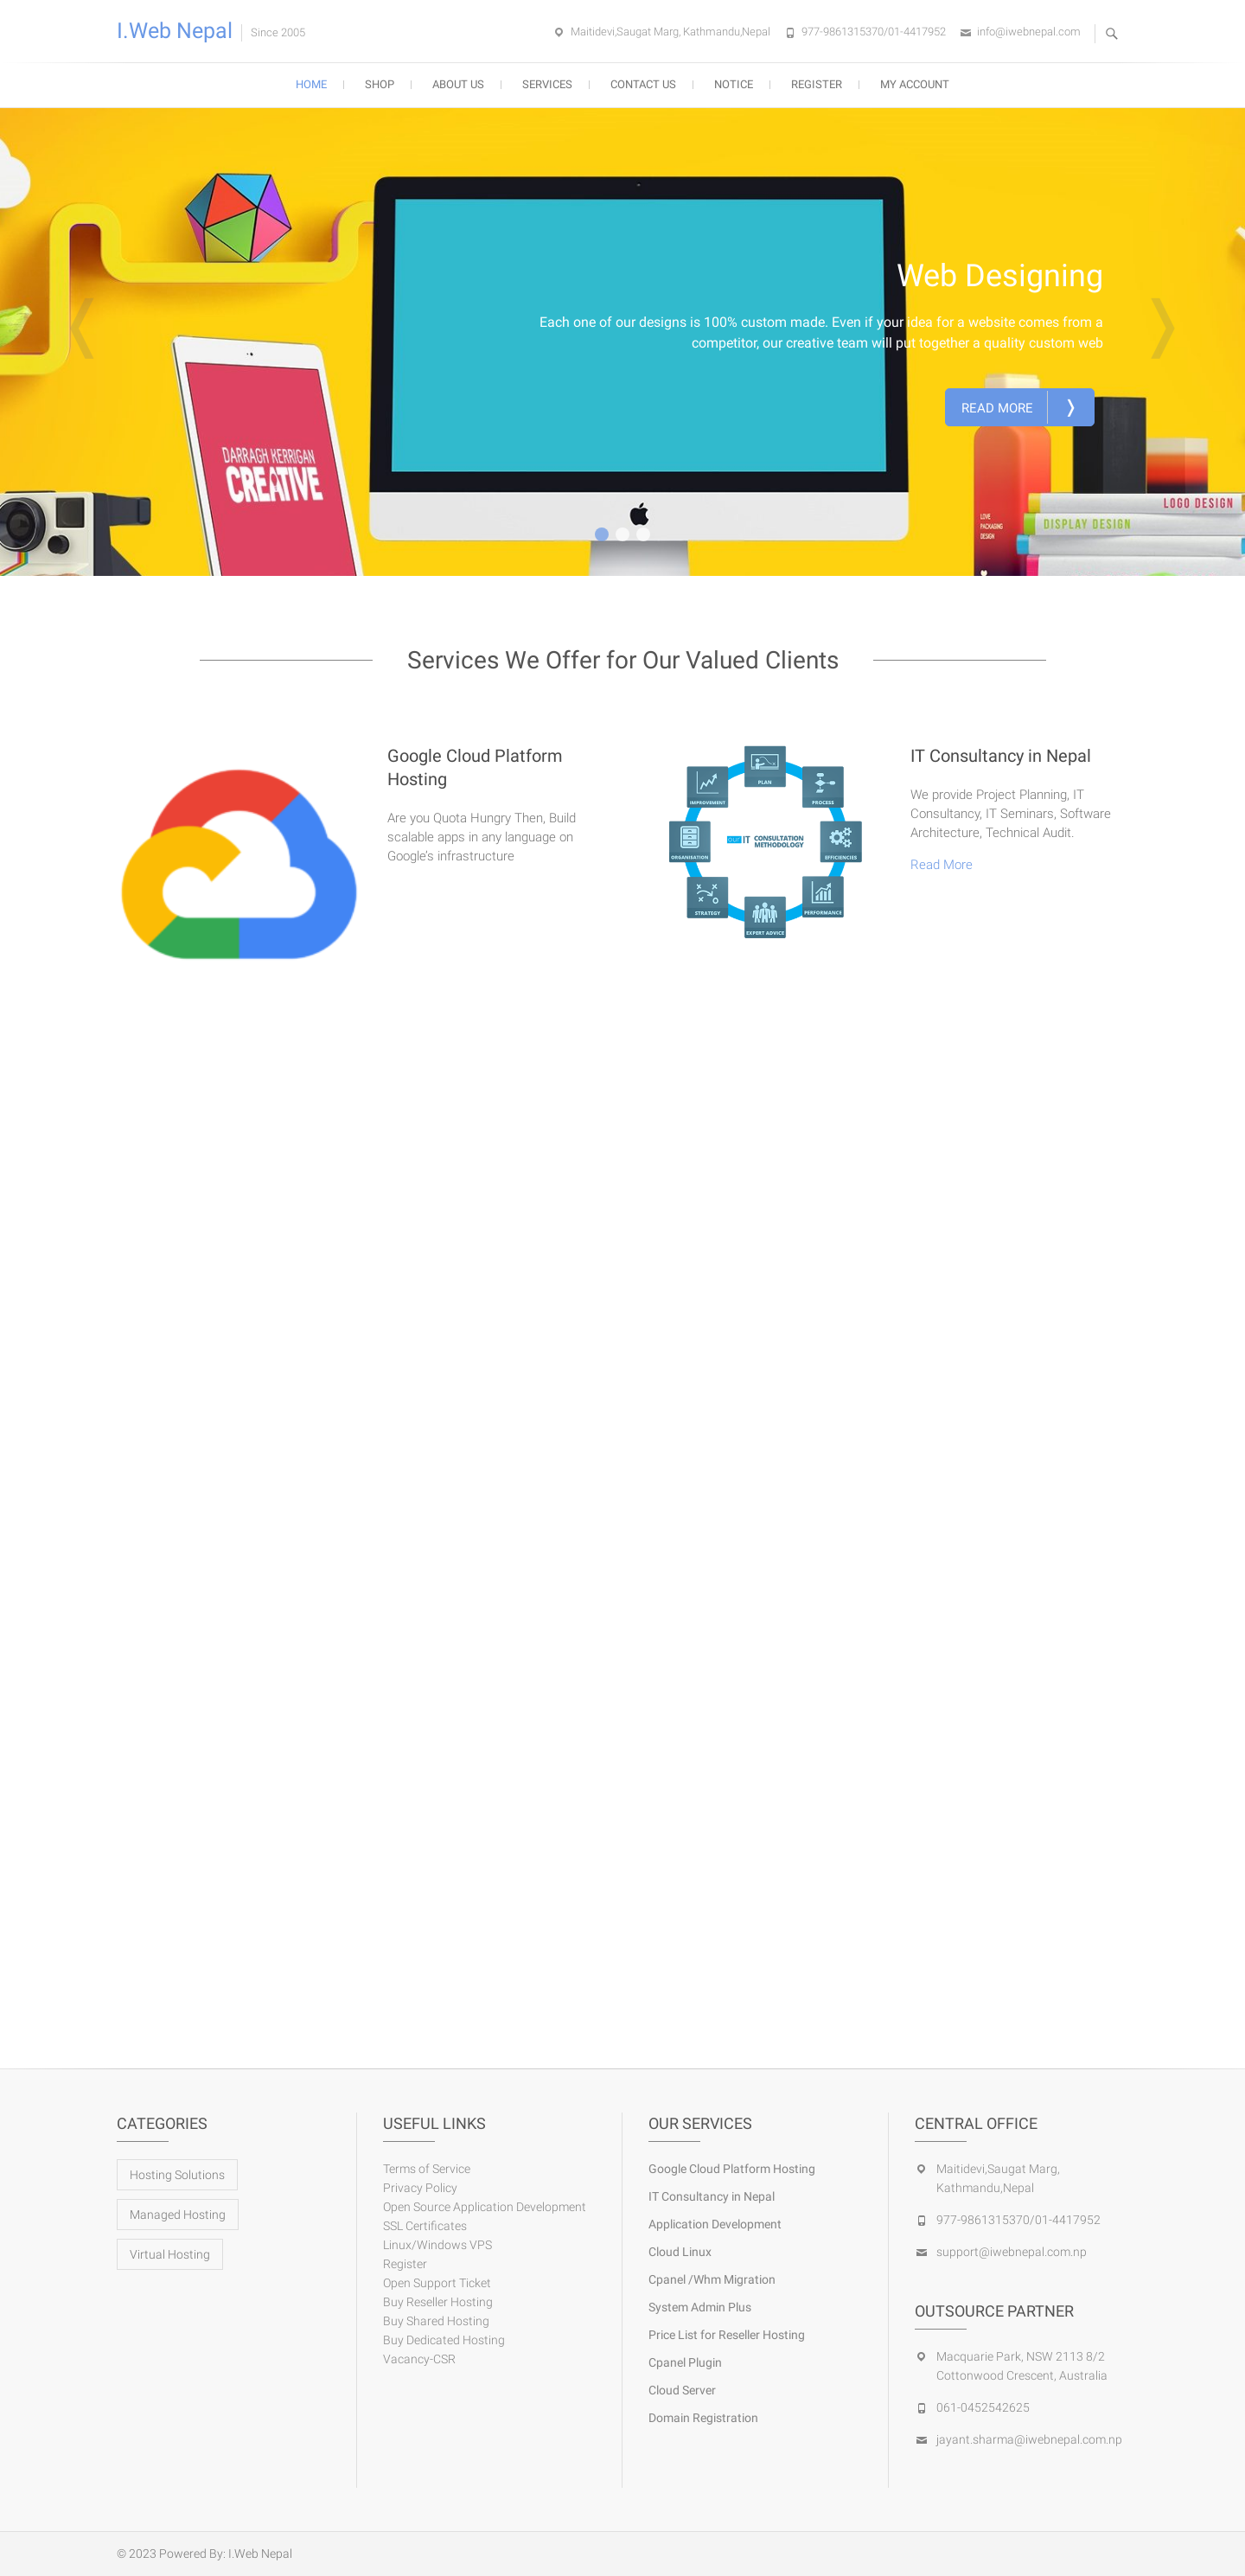 I.Web Nepal
Since 2005
Maitidevi,Saugat Marg, Kathmandu,Nepal
977-9861315370/01-4417952
info@iwebnepal.com
HOME
SHOP
ABOUT US
SERVICES
CONTACT US
NOTICE
REGISTER
MY ACCOUNT
Web Designing
Each one of our designs is 100% custom made. Even if your idea for a website comes from a
competitor, our creative team will put together a quality custom web
READ MORE
DARRAGH KERRIGAN
CREATIVE
LOVE
PACKAGING
DESIGN
LOGO DESIGN
DISPLAY DESIGN
Services We Offer for Our Valued Clients
Google Cloud Platform
Hosting
Are you Quota Hungry Then, Build
scalable apps in any language on
Google's infrastructure
PLAN
PROCESS
EFFICIENCIES
PERFORMANCE
EXPERT ADVICE
STRATEGY
ORGANISATION
IMPROVEMENT
OUR IT CONSULTATION
METHODOLOGY
IT Consultancy in Nepal
We provide Project Planning, IT
Consultancy, IT Seminars, Software
Architecture, Technical Audit.
Read More
CATEGORIES
Hosting Solutions
Managed Hosting
Virtual Hosting
USEFUL LINKS
Terms of Service
Privacy Policy
Open Source Application Development
SSL Certificates
Linux/Windows VPS
Register
Open Support Ticket
Buy Reseller Hosting
Buy Shared Hosting
Buy Dedicated Hosting
Vacancy-CSR
OUR SERVICES
Google Cloud Platform Hosting
IT Consultancy in Nepal
Application Development
Cloud Linux
Cpanel /Whm Migration
System Admin Plus
Price List for Reseller Hosting
Cpanel Plugin
Cloud Server
Domain Registration
CENTRAL OFFICE
Maitidevi,Saugat Marg,
Kathmandu,Nepal
977-9861315370/01-4417952
support@iwebnepal.com.np
OUTSOURCE PARTNER
Macquarie Park, NSW 2113 8/2
Cottonwood Crescent, Australia
061-0452542625
jayant.sharma@iwebnepal.com.np
© 2023 Powered By: I.Web Nepal